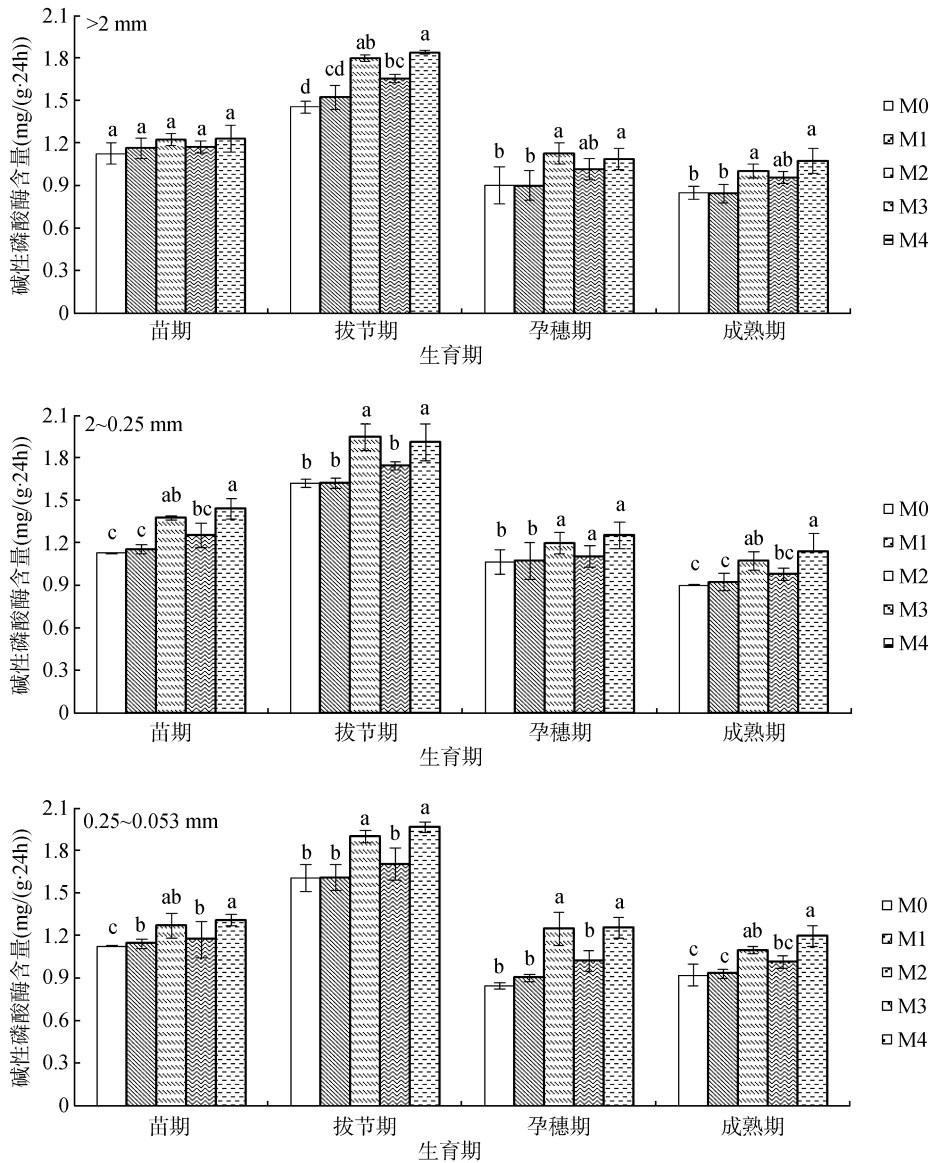 >2 mm
碱性磷酸酶含量(mg/(g·24h))
2.1
1.8
1.5
1.2
0.9
0.6
0.3
0
a a a a a
d cd ab bc a
b b a ab a
b b a ab a
苗期 拔节期 孕穗期 成熟期
生育期
M0
M1
M2
M3
M4
2~0.25 mm
碱性磷酸酶含量(mg/(g·24h))
2.1
1.8
1.5
1.2
0.9
0.6
0.3
0
c c ab bc a
b b a b a
b b a a a
c c ab bc a
苗期 拔节期 孕穗期 成熟期
生育期
M0
M1
M2
M3
M4
0.25~0.053 mm
碱性磷酸酶含量(mg/(g·24h))
2.1
1.8
1.5
1.2
0.9
0.6
0.3
0
c b ab b a
b b a b a
b b a b a
c c ab bc a
苗期 拔节期 孕穗期 成熟期
生育期
M0
M1
M2
M3
M4